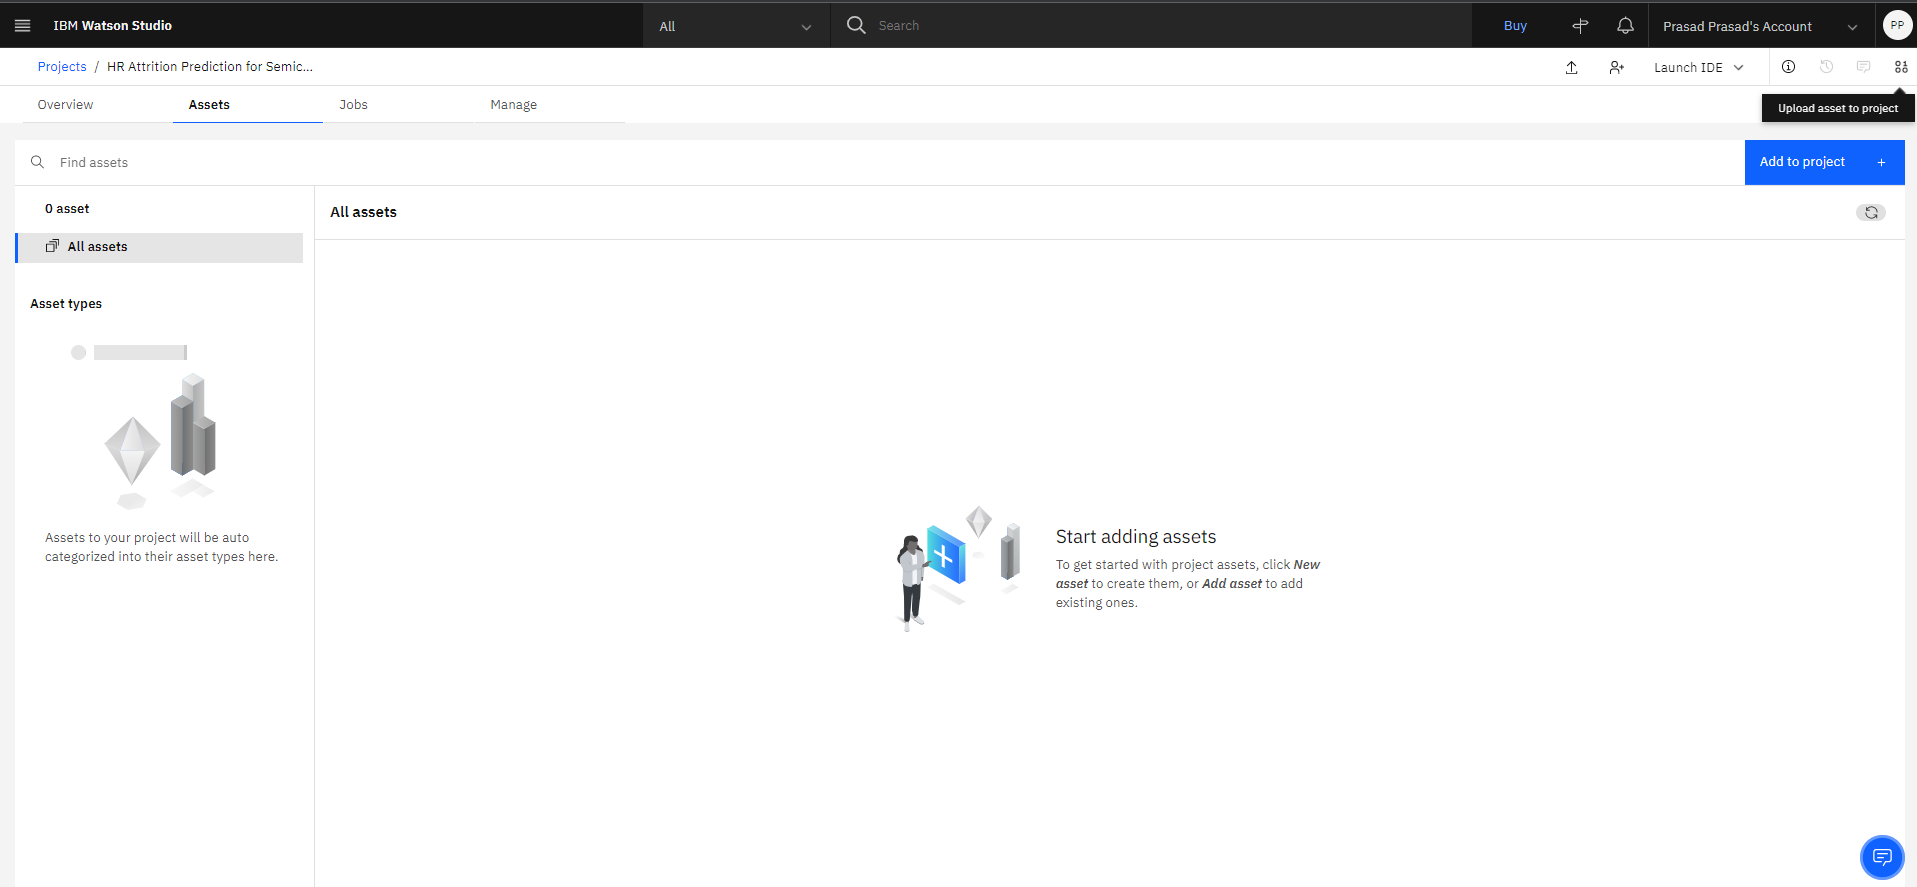 IBM Watson Studio
All
Search
Buy
Prasad Prasad's Account
PP
Projects / HR Attrition Prediction for Semic...
Launch IDE
Overview
Assets
Jobs
Manage
Upload asset to project
Find assets
Add to project +
0 asset
All assets
All assets
Asset types
Assets to your project will be auto
categorized into their asset types here.
Start adding assets
To get started with project assets, click New
asset to create them, or Add asset to add
existing ones.